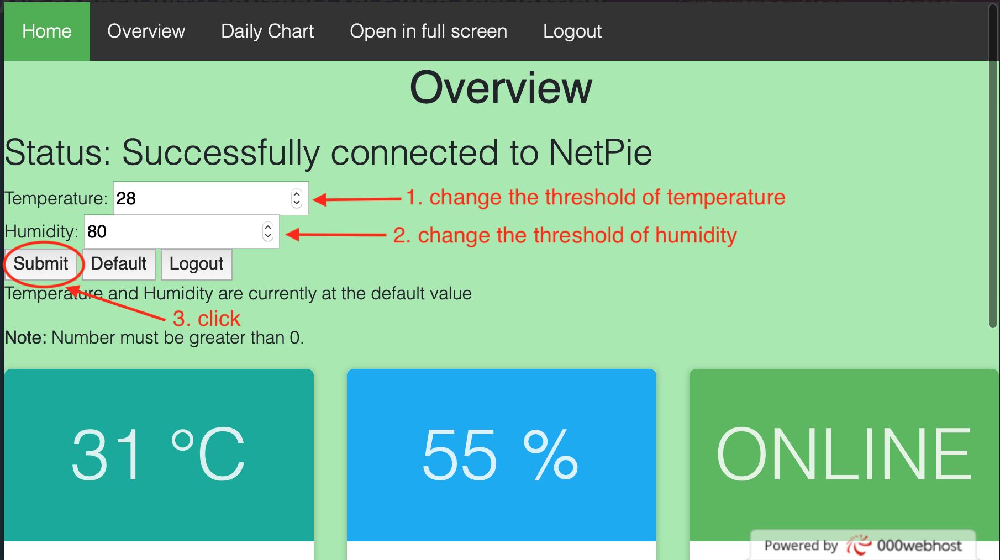 Home Overview Daily Chart Open in full screen Logout
Overview
Status: Successfully connected to NetPie
Temperature: 28 1. change the threshold of temperature
Humidity: 80 2. change the threshold of humidity
Submit Default Logout
Temperature and Humidity are currently at the default value
3. click
Note: Number must be greater than 0.
31 °C 55 % ONLINE
Powered by 000webhost